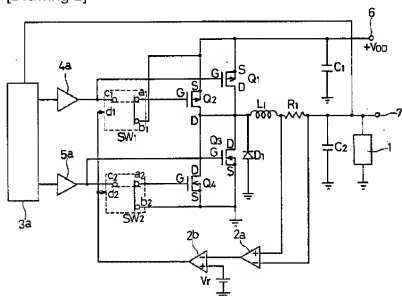 [Drawing 2]
6
+VDD
4a
c1
a1
d1
b1
SW1
G
S
Q2
D
G
S
Q1
D
C1
L1
R1
7
3a
Q3
D
G
S
D1
C2
1
5a
c2
a2
d2
b2
SW2
G
D
Q4
S
2b
2a
Vr